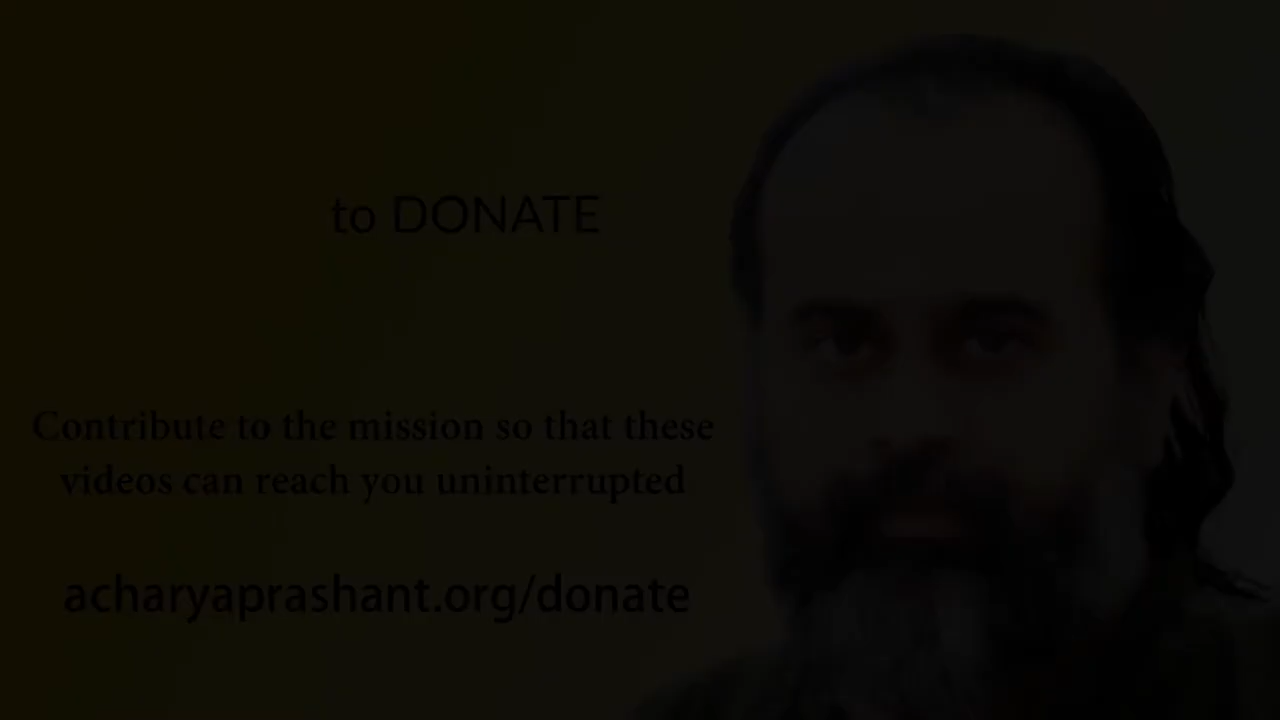 to DONATE
Contribute to the mission so that these
videos can reach you uninterrupted
acharyaprashant.org/donate